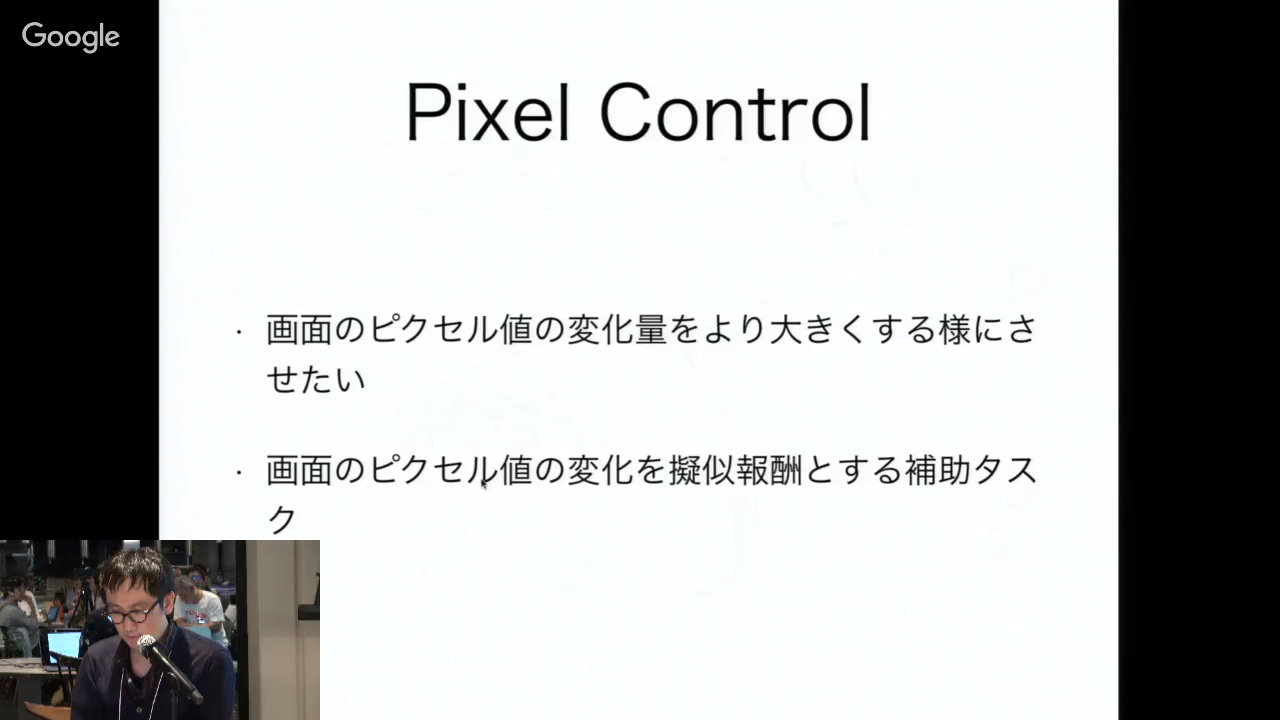 Google
Pixel Control
・ 画面のピクセル値の変化量をより大きくする様にさ
せたい
・ 画面のピクセル値の変化を擬似報酬とする補助タス
ク